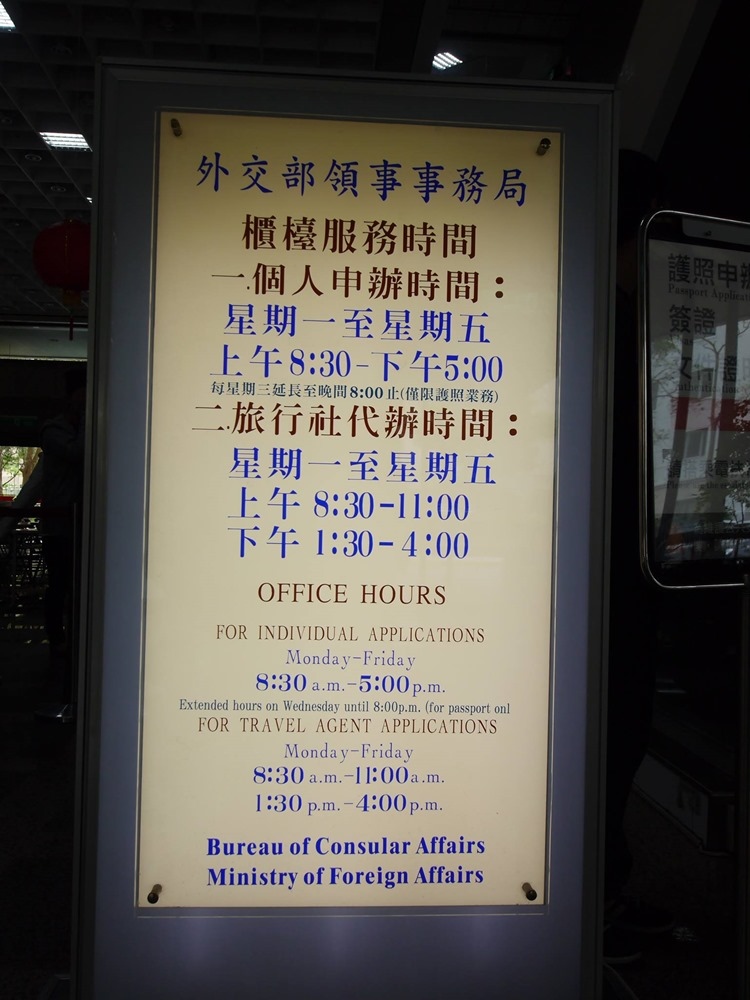 外交部領事事務局
櫃檯服務時間
一.個人申辦時間：
星期一至星期五
上午8:30-下午5:00
每星期三延長至晚間8:00止(僅限護照業務)
二.旅行社代辦時間：
星期一至星期五
上午 8:30-11:00
下午 1:30-4:00
OFFICE HOURS
FOR INDIVIDUAL APPLICATIONS
Monday-Friday
8:30 a.m.-5:00p.m.
Extended hours on Wednesday until 8:00p.m. (for passport onl
FOR TRAVEL AGENT APPLICATIONS
Monday-Friday
8:30 a.m.-11:00a.m.
1:30 p.m.-4:00p.m.
Bureau of Consular Affairs
Ministry of Foreign Affairs
護照申辦
Passport Applicat
簽證